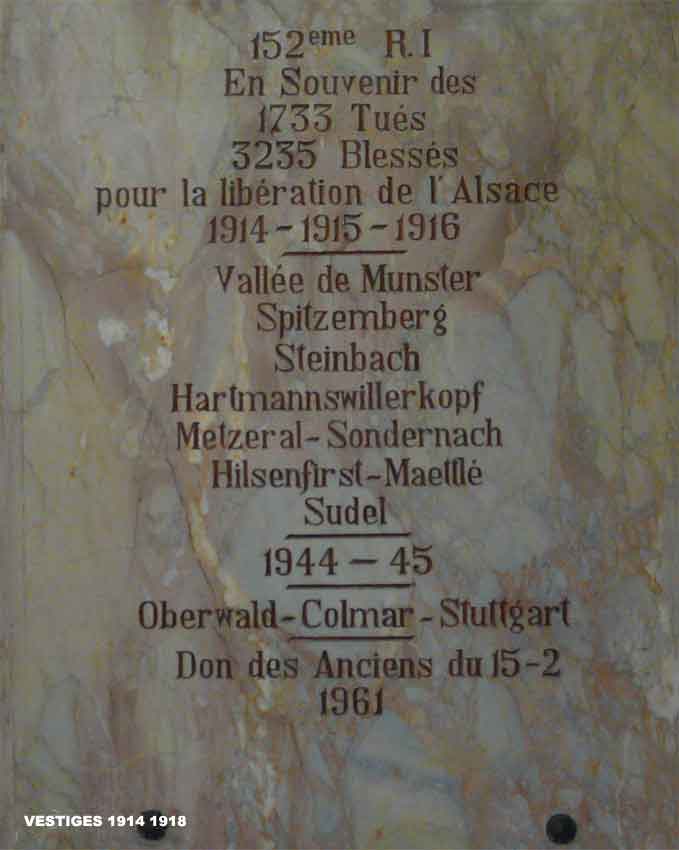 152eme R.I
En Souvenir des
1733 Tués
3235 Blessés
pour la libération de l'Alsace
1914-1915-1916
Vallée de Munster
Spitzemberg
Steinbach
Hartmannswillerkopf
Metzeral-Sondernach
Hilsenfirst-Maettlé
Sudel
1944 - 45
Oberwald-Colmar-Stuttgart
Don des Anciens du 15-2
1961
VESTIGES 1914 1918